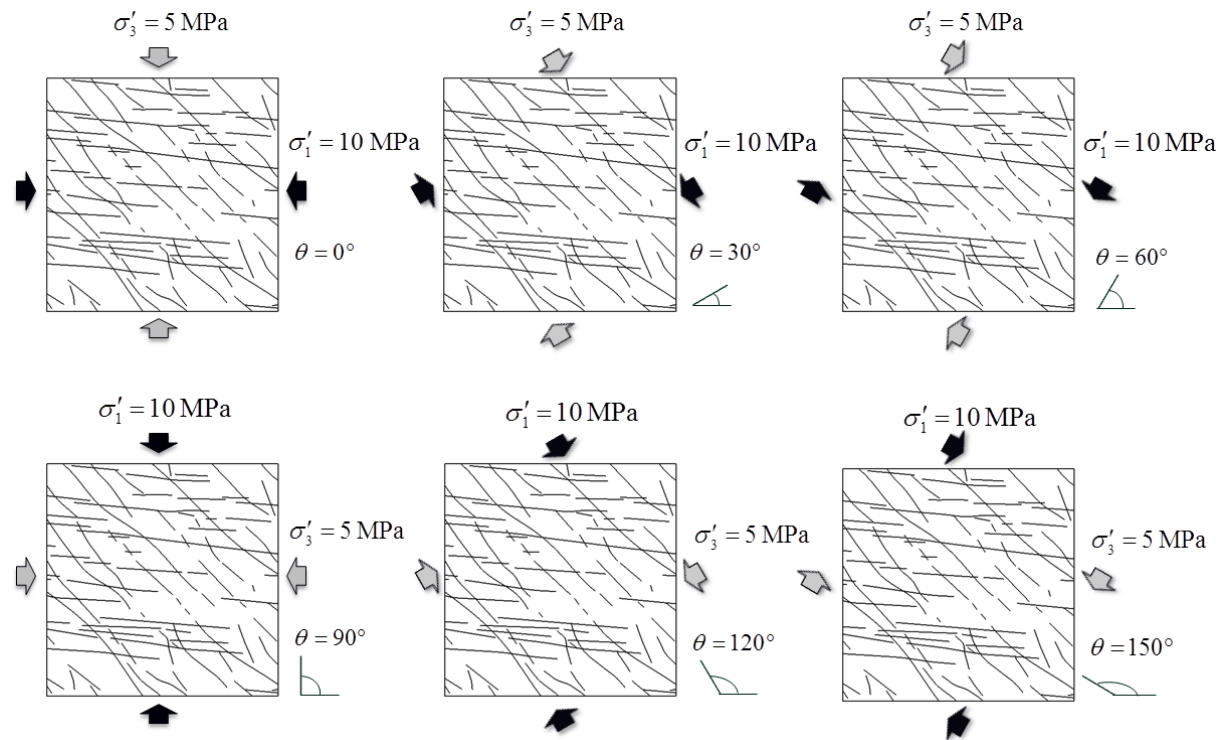 σ′₃ = 5 MPa
σ′₁ = 10 MPa
θ = 0°
σ′₃ = 5 MPa
σ′₁ = 10 MPa
θ = 30°
σ′₃ = 5 MPa
σ′₁ = 10 MPa
θ = 60°
σ′₁ = 10 MPa
σ′₃ = 5 MPa
θ = 90°
σ′₁ = 10 MPa
σ′₃ = 5 MPa
θ = 120°
σ′₁ = 10 MPa
σ′₃ = 5 MPa
θ = 150°